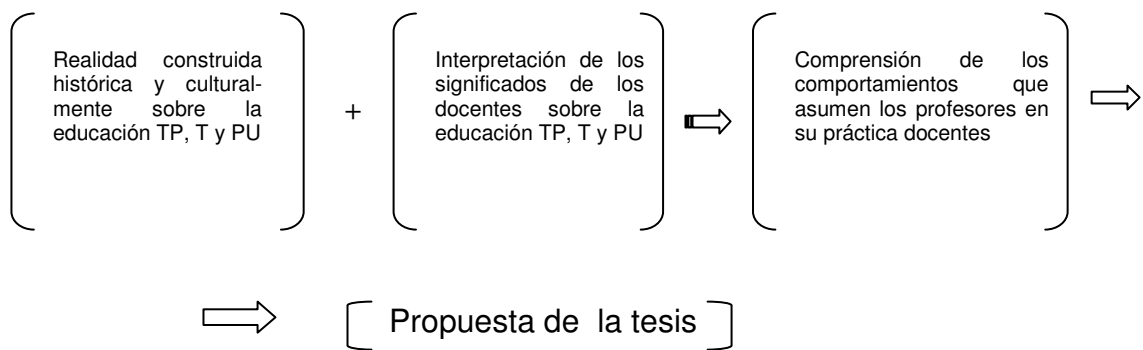 Realidad construida
histórica y cultural-
mente sobre la
educación TP, T y PU
+
Interpretación de los
significados de los
docentes sobre la
educación TP, T y PU
Comprensión de los
comportamientos que
asumen los profesores en
su práctica docentes
Propuesta de la tesis